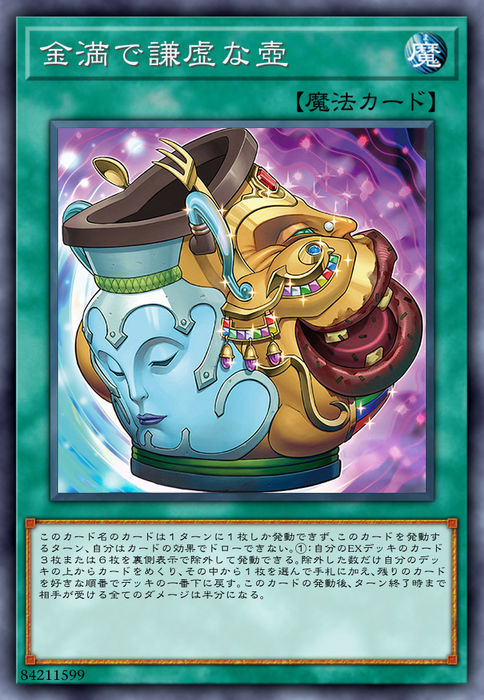 金満で謙虚な壺
魔
【魔法カード】
このカード名のカードは１ターンに１枚しか発動できず、このカードを発動す
るターン、自分はカードの効果でドローできない。①：自分のEXデッキのカード
３枚または６枚を裏側表示で除外して発動できる。除外した数だけ自分のデッ
キの上からカードをめくり、その中から１枚を選んで手札に加え、残りのカード
を好きな順番でデッキの一番下に戻す。このカードの発動後、ターン終了時まで
相手が受ける全てのダメージは半分になる。
84211599